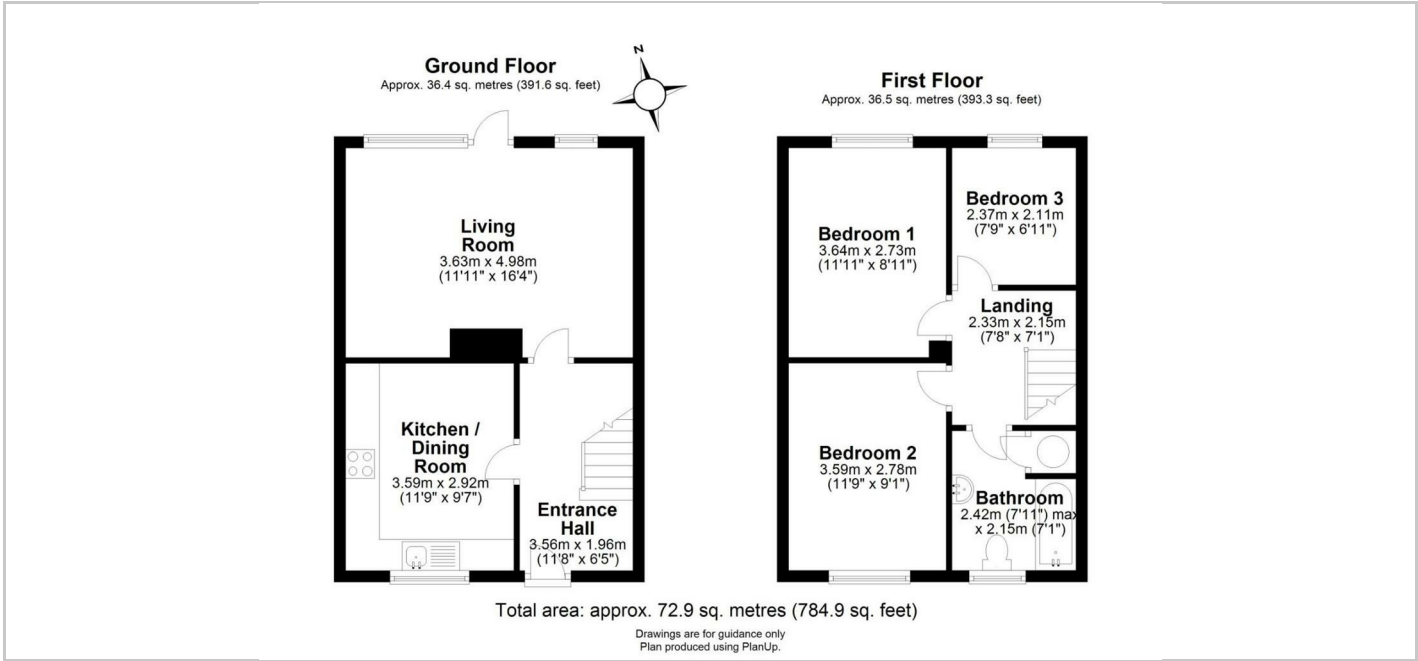 Ground Floor
Approx. 36.4 sq. metres (391.6 sq. feet)
N
Living
Room
3.63m x 4.98m
(11'11" x 16'4")
Kitchen /
Dining
Room
3.59m x 2.92m
(11'9" x 9'7")
Entrance
Hall
3.56m x 1.96m
(11'8" x 6'5")
First Floor
Approx. 36.5 sq. metres (393.3 sq. feet)
Bedroom 1
3.64m x 2.73m
(11'11" x 8'11")
Bedroom 3
2.37m x 2.11m
(7'9" x 6'11")
Landing
2.33m x 2.15m
(7'8" x 7'1")
Bedroom 2
3.59m x 2.78m
(11'9" x 9'1")
Bathroom
2.42m (7'11") max
x 2.15m (7'1")
Total area: approx. 72.9 sq. metres (784.9 sq. feet)
Drawings are for guidance only
Plan produced using PlanUp.